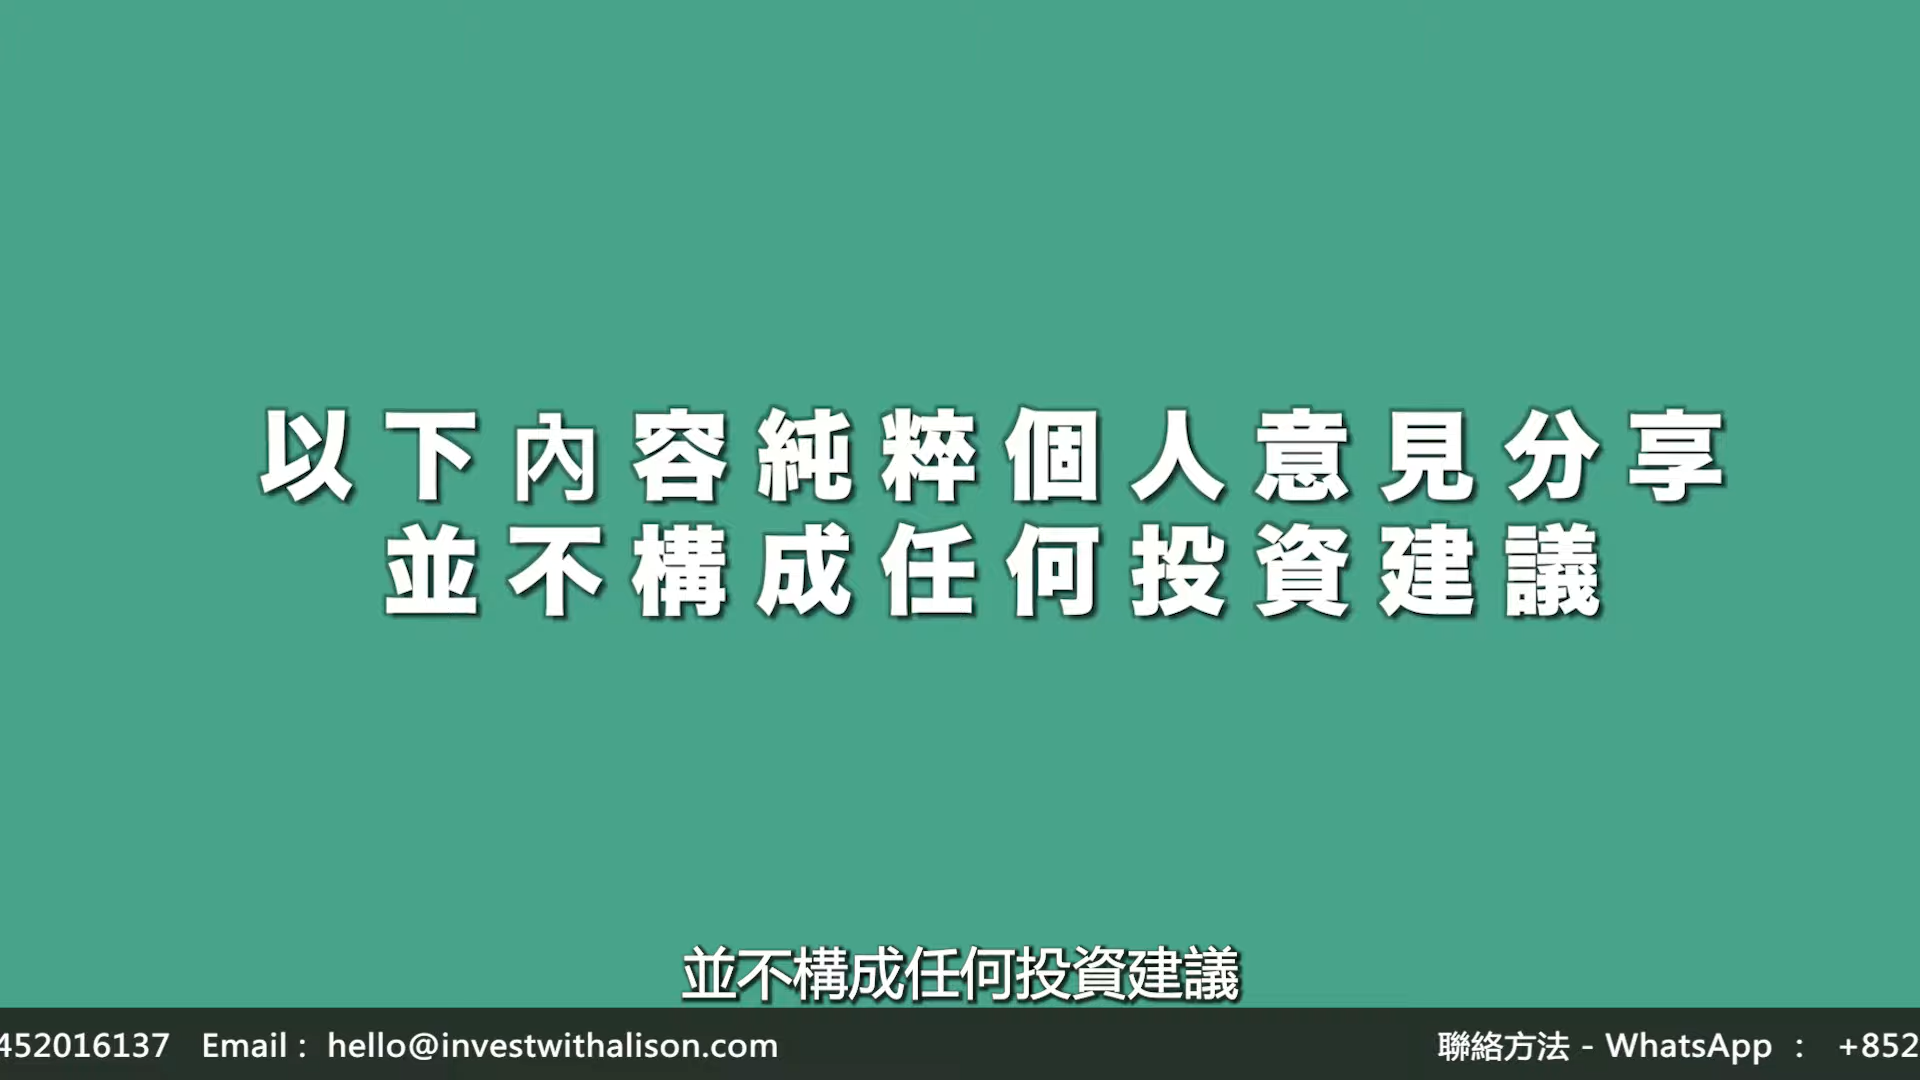 以下內容純粹個人意見分享
並不構成任何投資建議
並不構成任何投資建議
452016137 Email : hello@investwithalison.com 聯絡方法 - WhatsApp : +852